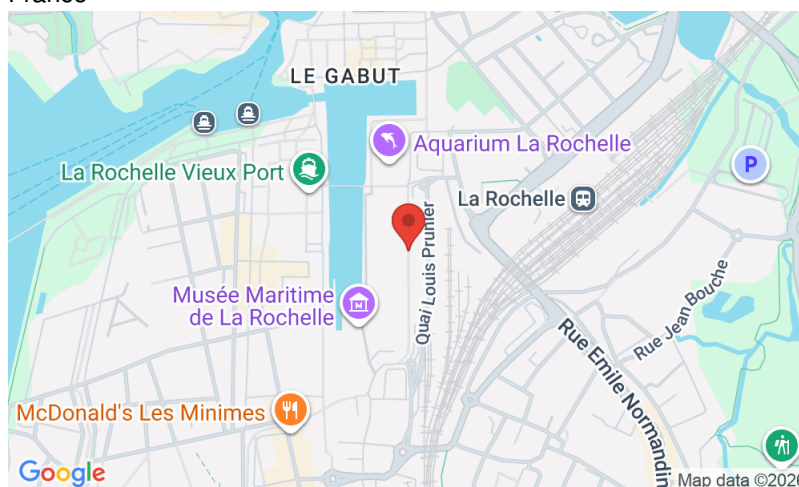 LE GABUT
Aquarium La Rochelle
La Rochelle Vieux Port
P
La Rochelle
Quai Louis Prunier
Musée Maritime
de La Rochelle
Rue Jean Bouche
Rue Emile Normandin
McDonald's Les Minimes
Google
Map data ©2020